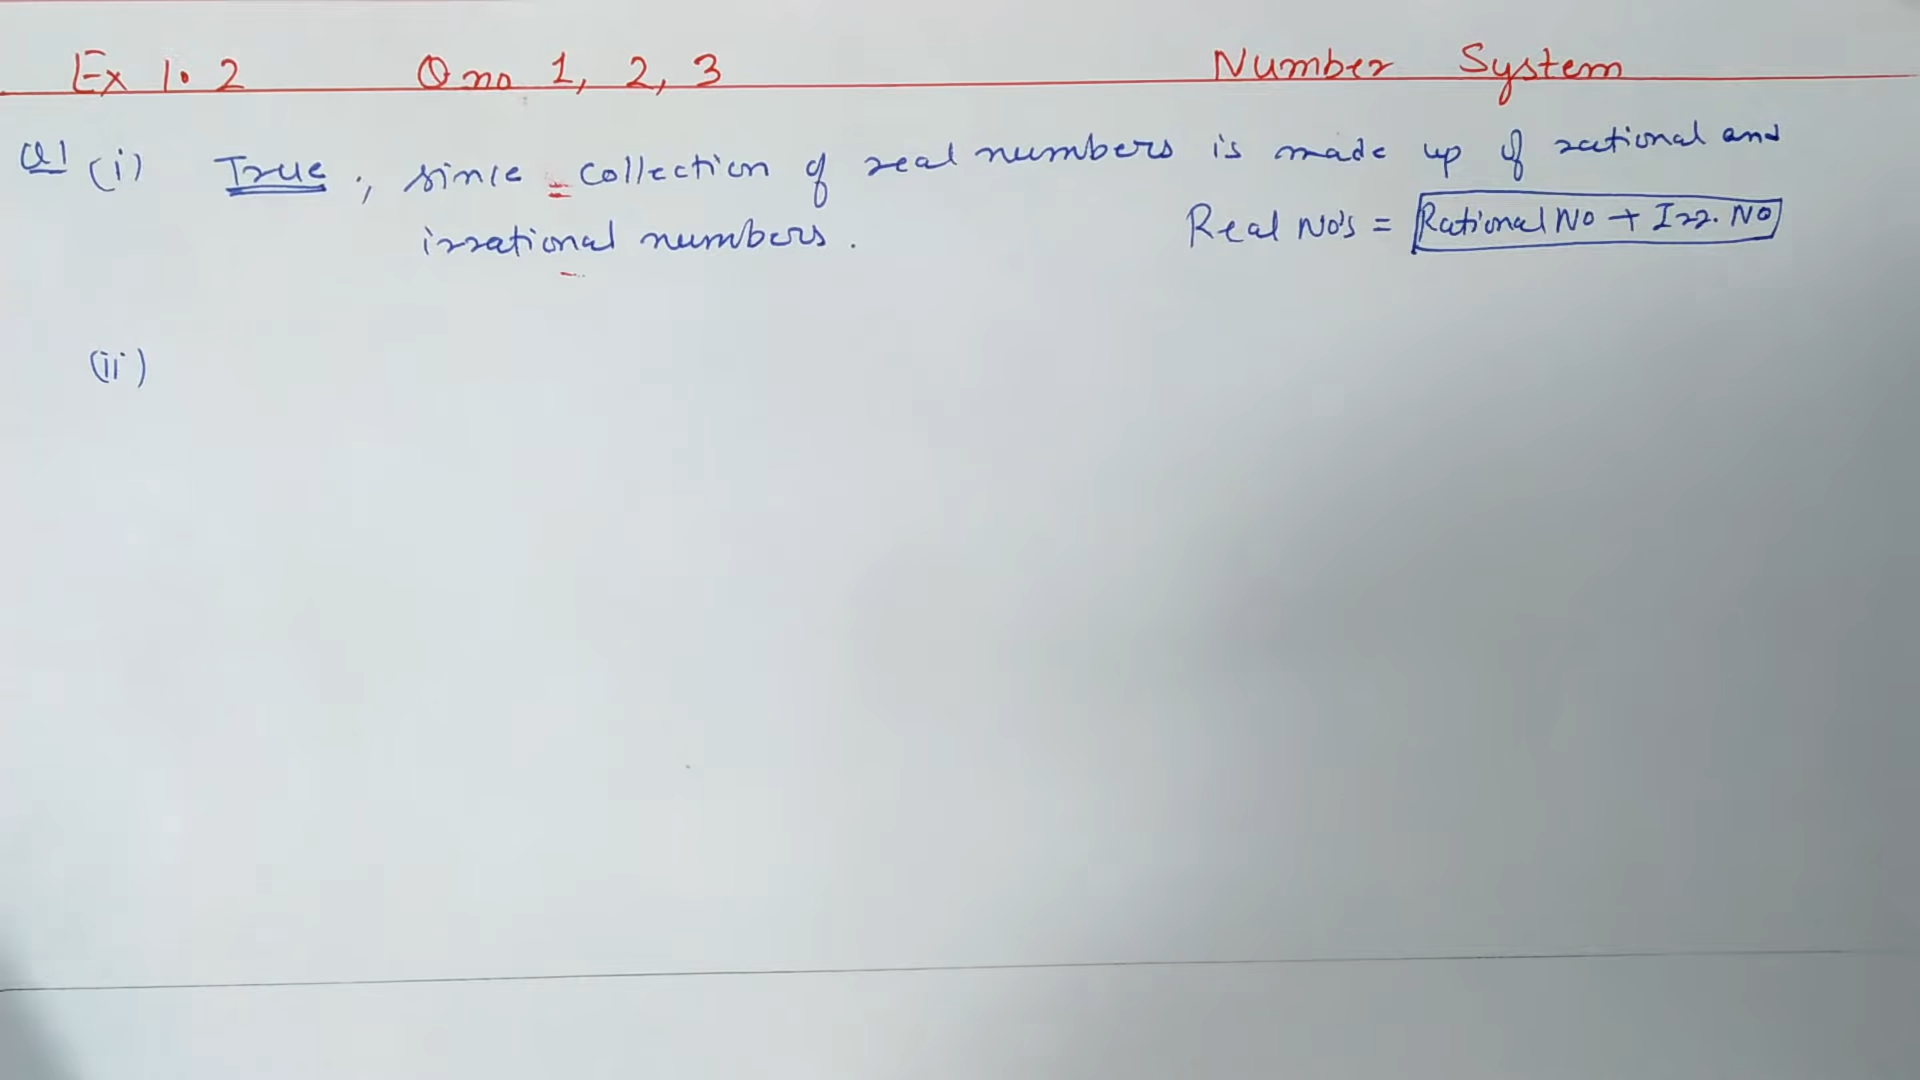 Ex 1.2 Q no 1, 2, 3 Number System
Q1 (i) True, since collection of real numbers is made up of rational and
irrational numbers. Real No's = Rational No + Irr. No
(ii)